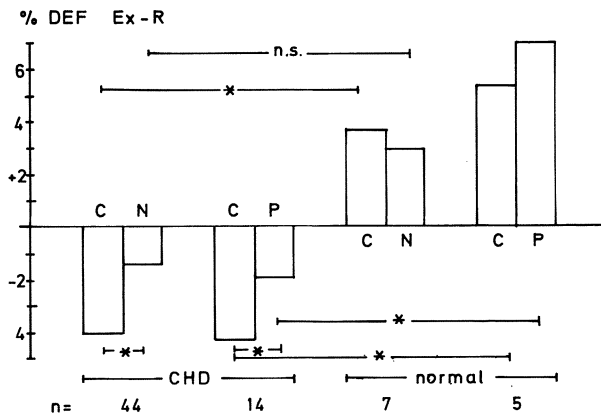 % DEF Ex-R
n.s.
6
*
4
+2
C N C P
C N C P
-2
*
4
* *
*
CHD normal
n= 44 14 7 5